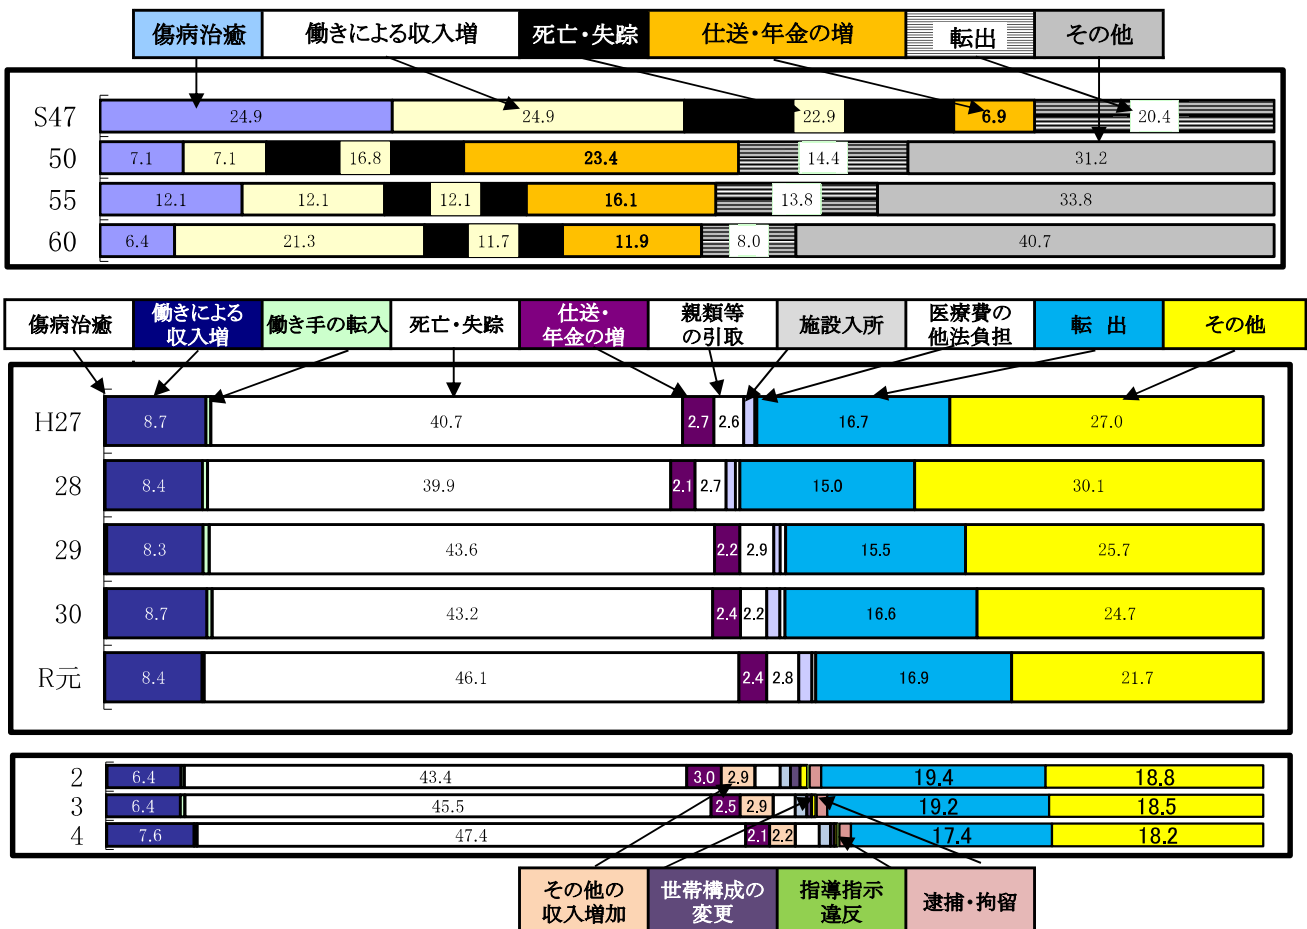 傷病治癒 働きによる収入増 死亡・失踪 仕送・年金の増 転出 その他
S47 24.9 24.9 22.9 6.9 20.4
50 7.1 7.1 16.8 23.4 14.4 31.2
55 12.1 12.1 12.1 16.1 13.8 33.8
60 6.4 21.3 11.7 11.9 8.0 40.7
傷病治癒
働きによる
収入増
働き手の転入
死亡・失踪
仕送・
年金の増
親類等
の引取
施設入所
医療費の
他法負担
転 出
その他
H27 8.7 40.7 2.7 2.6 16.7 27.0
28 8.4 39.9 2.1 2.7 15.0 30.1
29 8.3 43.6 2.2 2.9 15.5 25.7
30 8.7 43.2 2.4 2.2 16.6 24.7
R元 8.4 46.1 2.4 2.8 16.9 21.7
2 6.4 43.4 3.0 2.9 19.4 18.8
3 6.4 45.5 2.5 2.9 19.2 18.5
4 7.6 47.4 2.1 2.2 17.4 18.2
その他の
収入増加
世帯構成の
変更
指導指示
違反
逮捕・拘留